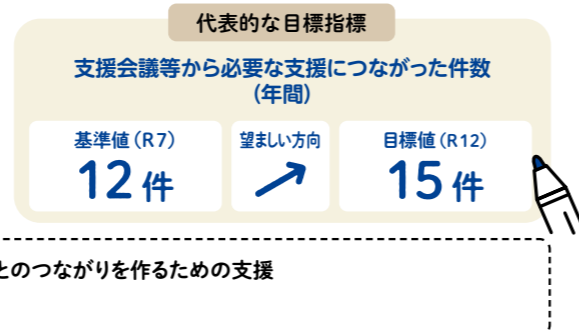 代表的な目標指標
支援会議等から必要な支援につながった件数
(年間)
基準値(R7)
12件
望ましい方向
目標値(R12)
15件
とのつながりを作るための支援